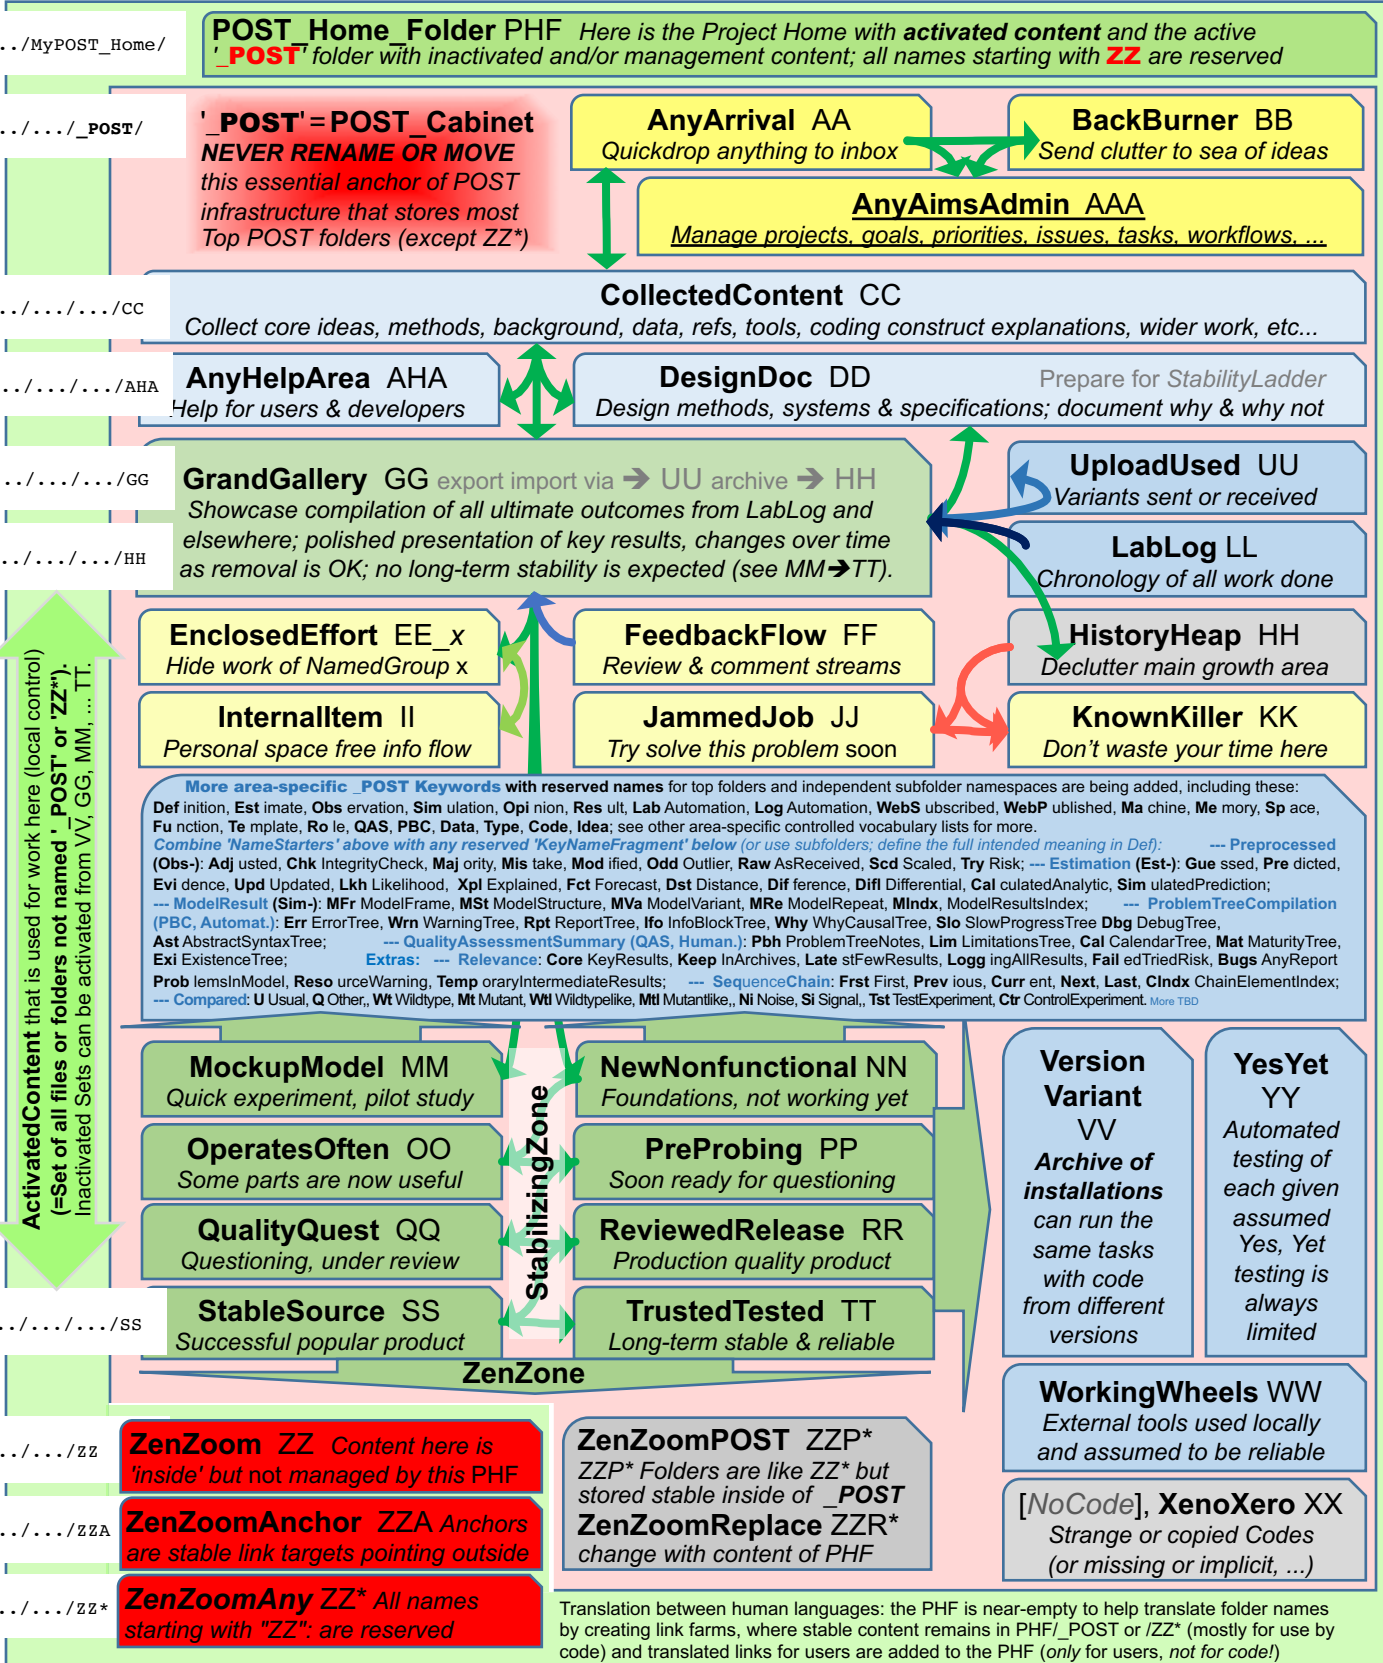 ../MyPOST_Home/
POST_Home_Folder PHF Here is the Project Home with activated content and the active
'_POST' folder with inactivated and/or management content; all names starting with ZZ are reserved
../.../_POST/
'_POST' = POST_Cabinet
NEVER RENAME OR MOVE
this essential anchor of POST
infrastructure that stores most
Top POST folders (except ZZ*)
AnyArrival AA
Quickdrop anything to inbox
BackBurner BB
Send clutter to sea of ideas
AnyAimsAdmin AAA
Manage projects, goals, priorities, issues, tasks, workflows, ...
../.../.../CC
CollectedContent CC
Collect core ideas, methods, background, data, refs, tools, coding construct explanations, wider work, etc...
../.../.../AHA
AnyHelpArea AHA
Help for users & developers
DesignDoc DD Prepare for StabilityLadder
Design methods, systems & specifications; document why & why not
../.../.../GG
GrandGallery GG export import via ➔ UU archive ➔ HH
Showcase compilation of all ultimate outcomes from LabLog and
elsewhere; polished presentation of key results, changes over time
as removal is OK; no long-term stability is expected (see MM➔TT).
../.../.../HH
UploadUsed UU
Variants sent or received
LabLog LL
Chronology of all work done
EnclosedEffort EE_x
Hide work of NamedGroup x
FeedbackFlow FF
Review & comment streams
HistoryHeap HH
Declutter main growth area
InternalItem II
Personal space free info flow
JammedJob JJ
Try solve this problem soon
KnownKiller KK
Don't waste your time here
ActivatedContent that is used for work here (local control)
(=Set of all files or folders not named '_POST' or 'ZZ*').
Inactivated Sets can be activated from VV, GG, MM, ... TT.
More area-specific _POST Keywords with reserved names for top folders and independent subfolder namespaces are being added, including these:
Def inition, Est imate, Obs ervation, Sim ulation, Opi nion, Res ult, Lab Automation, Log Automation, WebS ubscribed, WebP ublished, Ma chine, Me mory, Sp ace,
Fu nction, Te mplate, Ro le, QAS, PBC, Data, Type, Code, Idea; see other area-specific controlled vocabulary lists for more.
Combine 'NameStarters' above with any reserved 'KeyNameFragment' below (or use subfolders; define the full intended meaning in Def): --- Preprocessed
(Obs-): Adj usted, Chk IntegrityCheck, Maj ority, Mis take, Mod ified, Odd Outlier, Raw AsReceived, Scd Scaled, Try Risk; --- Estimation (Est-): Gue ssed, Pre dicted,
Evi dence, Upd Updated, Lkh Likelihood, Xpl Explained, Fct Forecast, Dst Distance, Dif ference, Difl Differential, Cal culatedAnalytic, Sim ulatedPrediction;
--- ModelResult (Sim-): MFr ModelFrame, MSt ModelStructure, MVa ModelVariant, MRe ModelRepeat, MIndx, ModelResultsIndex; --- ProblemTreeCompilation
(PBC, Automat.): Err ErrorTree, Wrn WarningTree, Rpt ReportTree, Ifo InfoBlockTree, Why WhyCausalTree, Slo SlowProgressTree Dbg DebugTree,
Ast AbstractSyntaxTree; --- QualityAssessmentSummary (QAS, Human.): Pbh ProblemTreeNotes, Lim LimitationsTree, Cal CalendarTree, Mat MaturityTree,
Exi ExistenceTree; Extras: --- Relevance: Core KeyResults, Keep InArchives, Late stFewResults, Logg ingAllResults, Fail edTriedRisk, Bugs AnyReport
Prob lemsInModel, Reso urceWarning, Temp oraryIntermediateResults; --- SequenceChain: Frst First, Prev ious, Curr ent, Next, Last, CIndx ChainElementIndex;
--- Compared: U Usual, Q Other,, Wt Wildtype, Mt Mutant, Wtl Wildtypelike, Mtl Mutantlike,, Ni Noise, Si Signal,, Tst TestExperiment, Ctr ControlExperiment. More TBD
MockupModel MM
Quick experiment, pilot study
NewNonfunctional NN
Foundations, not working yet
OperatesOften OO
Some parts are now useful
PreProbing PP
Soon ready for questioning
QualityQuest QQ
Questioning, under review
ReviewedRelease RR
Production quality product
../.../.../SS
StableSource SS
Successful popular product
TrustedTested TT
Long-term stable & reliable
StabilizingZone
ZenZone
Version
Variant
VV
Archive of
installations
can run the
same tasks
with code
from different
versions
YesYet
YY
Automated
testing of
each given
assumed
Yes, Yet
testing is
always
limited
WorkingWheels WW
External tools used locally
and assumed to be reliable
../.../ZZ
ZenZoom ZZ Content here is
'inside' but not managed by this PHF
../.../ZZA
ZenZoomAnchor ZZA Anchors
are stable link targets pointing outside
../.../ZZ*
ZenZoomAny ZZ* All names
starting with "ZZ": are reserved
ZenZoomPOST ZZP*
ZZP* Folders are like ZZ* but
stored stable inside of _POST
ZenZoomReplace ZZR*
change with content of PHF
[NoCode], XenoXero XX
Strange or copied Codes
(or missing or implicit, ...)
Translation between human languages: the PHF is near-empty to help translate folder names
by creating link farms, where stable content remains in PHF/_POST or /ZZ* (mostly for use by
code) and translated links for users are added to the PHF (only for users, not for code!)